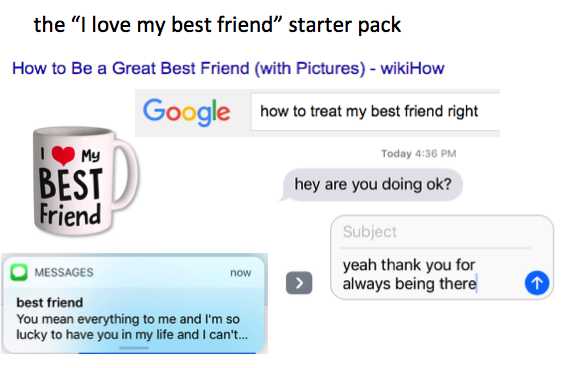 the “I love my best friend” starter pack
How to Be a Great Best Friend (with Pictures) - wikiHow
Google
how to treat my best friend right
I ❤ My
BEST
Friend
Today 4:36 PM
hey are you doing ok?
Subject
yeah thank you for
always being there
MESSAGES
now
best friend
You mean everything to me and I'm so
lucky to have you in my life and I can't...